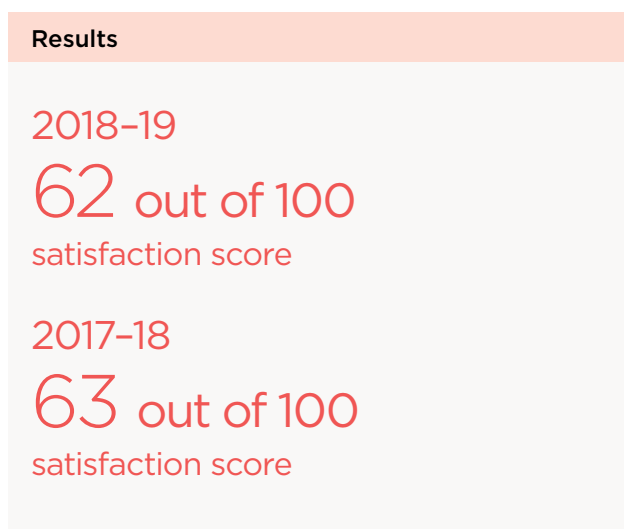 Results
2018–19
62 out of 100
satisfaction score
2017–18
63 out of 100
satisfaction score